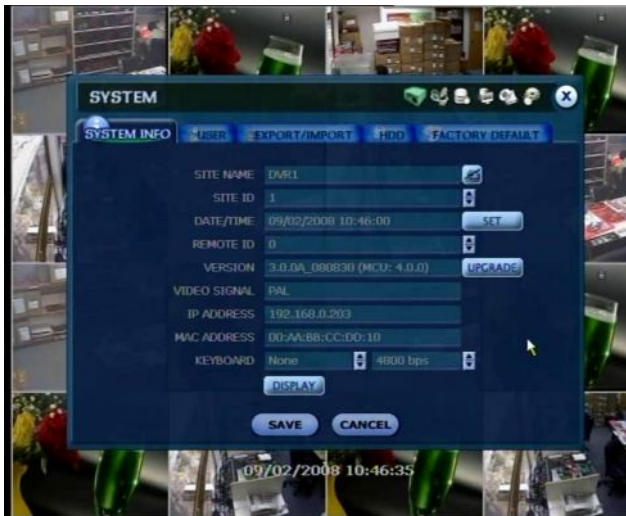 SYSTEM
SYSTEM INFO USER EXPORT/IMPORT HDD FACTORY DEFAULT
SITE NAME DVR1
SITE ID 1
DATE/TIME 09/02/2008 10:46:00 SET
REMOTE ID 0
VERSION 3.0.0A_080830 (MCU: 4.0.0) UPGRADE
VIDEO SIGNAL PAL
IP ADDRESS 192.168.0.203
MAC ADDRESS 00:AA:BB:CC:DD:10
KEYBOARD None 4800 bps
DISPLAY
SAVE CANCEL
09/02/2008 10:46:35